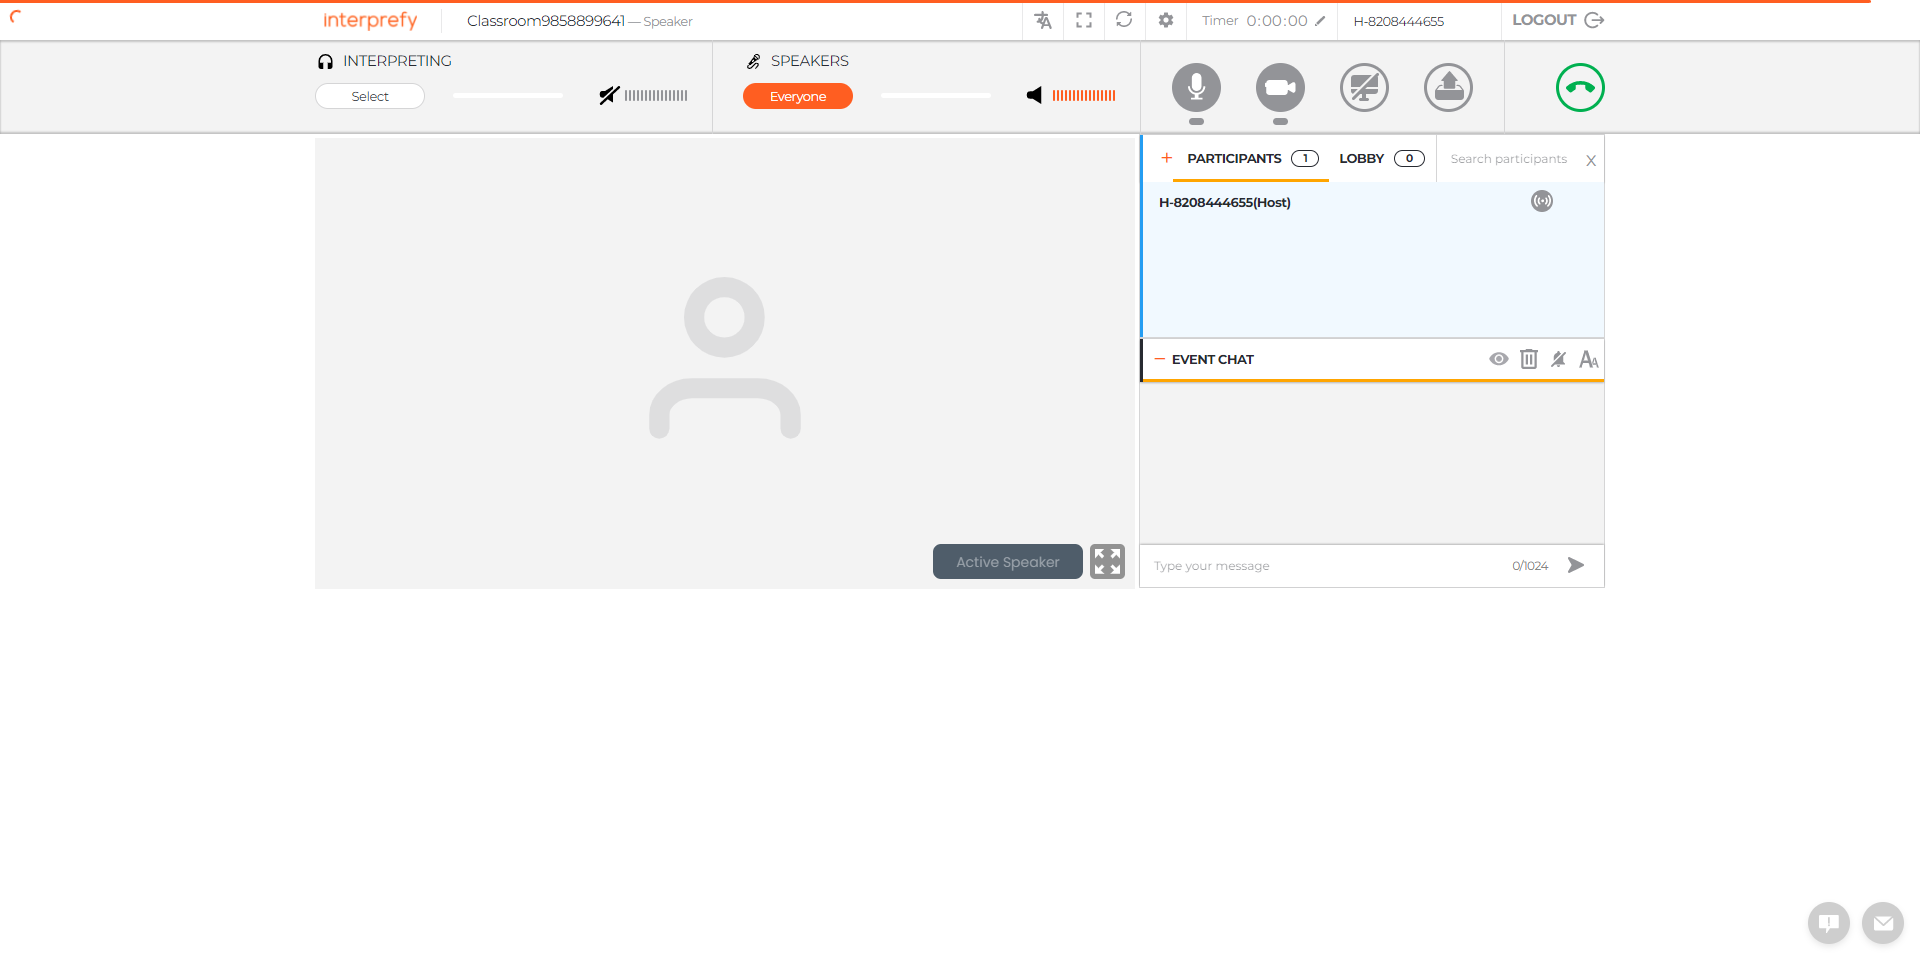 interprefy
Classroom9858899641 — Speaker
Timer 0:00:00
H-8208444655
LOGOUT
INTERPRETING
SPEAKERS
Select
Everyone
PARTICIPANTS 1
LOBBY 0
Search participants X
H-8208444655(Host)
EVENT CHAT
Active Speaker
Type your message
0/1024